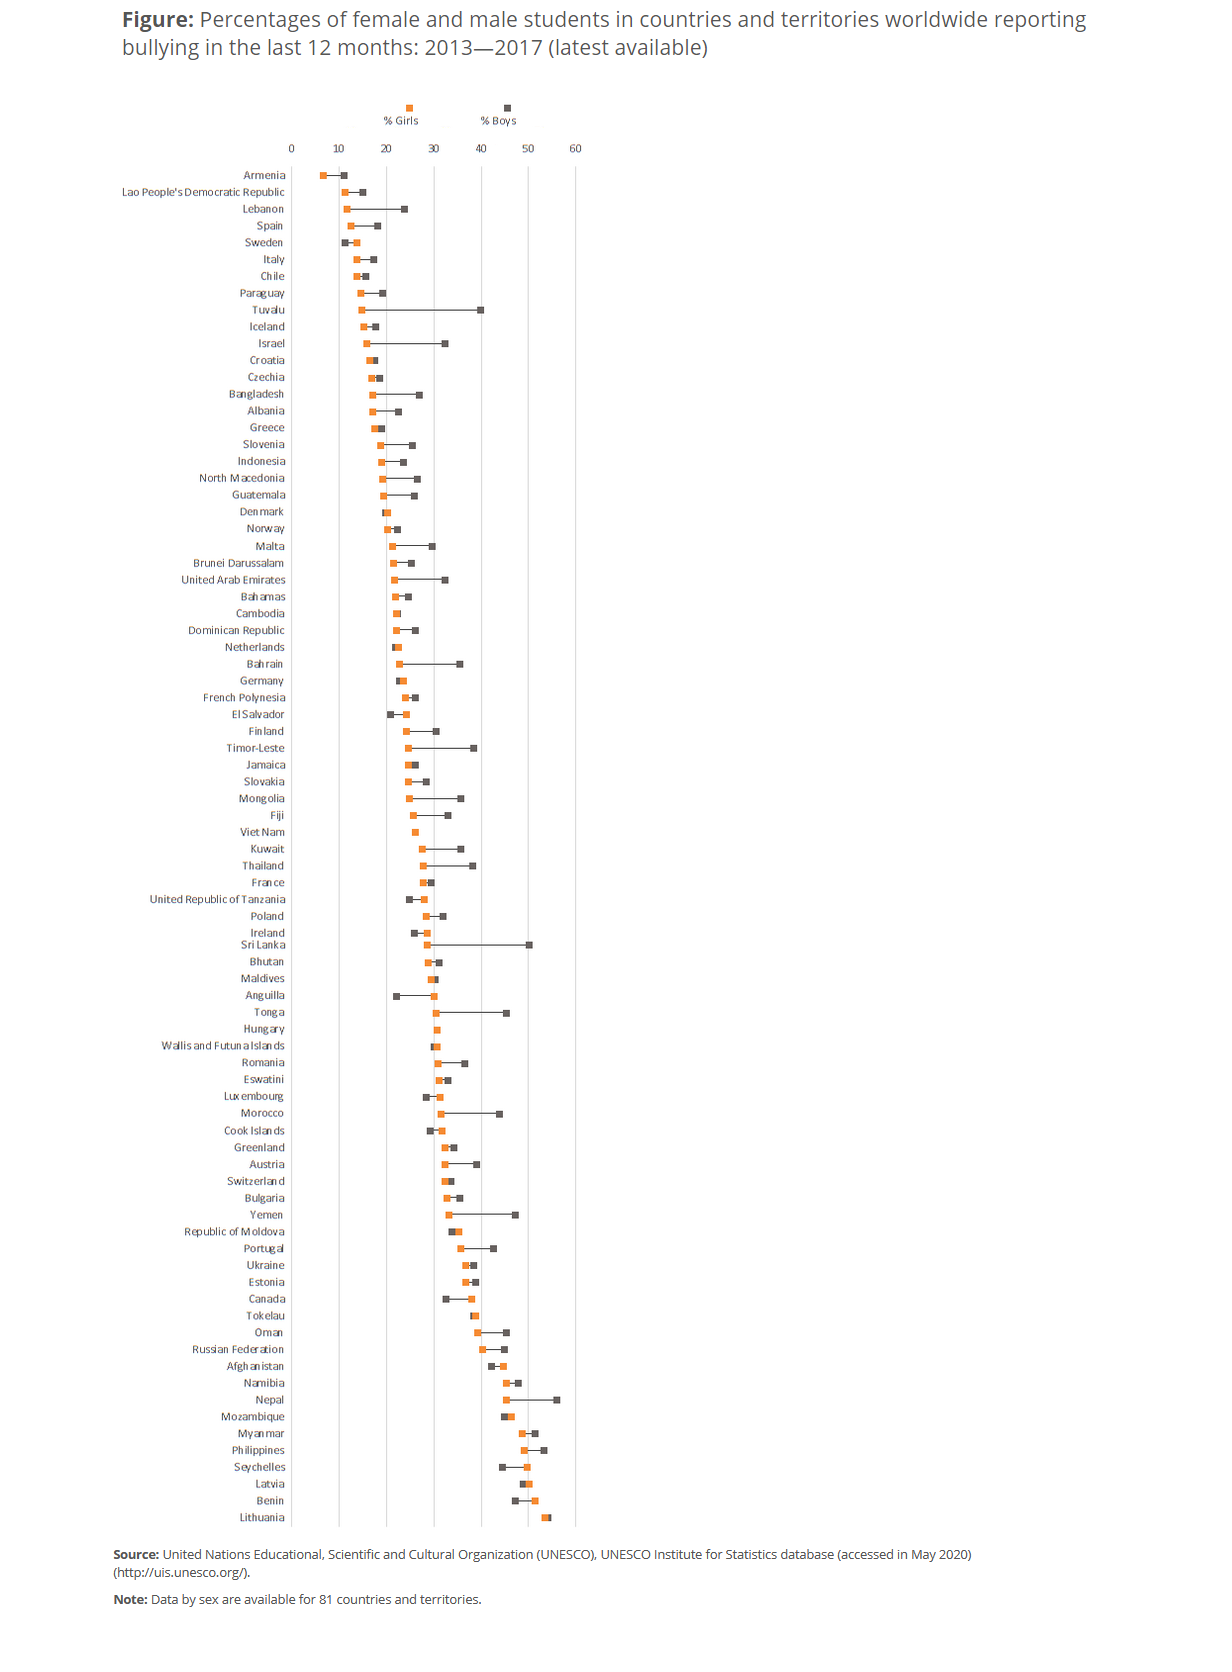 Figure: Percentages of female and male students in countries and territories worldwide reporting
bullying in the last 12 months: 2013—2017 (latest available)
% Girls % Boys
0 10 20 30 40 50 60
Armenia
Lao People's Democratic Republic
Lebanon
Spain
Sweden
Italy
Chile
Paraguay
Tuvalu
Iceland
Israel
Croatia
Czechia
Bangladesh
Albania
Greece
Slovenia
Indonesia
North Macedonia
Guatemala
Denmark
Norway
Malta
Brunei Darussalam
United Arab Emirates
Bahamas
Cambodia
Dominican Republic
Netherlands
Bahrain
Germany
French Polynesia
El Salvador
Finland
Timor-Leste
Jamaica
Slovakia
Mongolia
Fiji
Viet Nam
Kuwait
Thailand
France
United Republic of Tanzania
Poland
Ireland
Sri Lanka
Bhutan
Maldives
Anguilla
Tonga
Hungary
Wallis and Futuna Islands
Romania
Eswatini
Luxembourg
Morocco
Cook Islands
Greenland
Austria
Switzerland
Bulgaria
Yemen
Republic of Moldova
Portugal
Ukraine
Estonia
Canada
Tokelau
Oman
Russian Federation
Afghanistan
Namibia
Nepal
Mozambique
Myanmar
Philippines
Seychelles
Latvia
Benin
Lithuania
Source: United Nations Educational, Scientific and Cultural Organization (UNESCO), UNESCO Institute for Statistics database (accessed in May 2020)
(http://uis.unesco.org/).
Note: Data by sex are available for 81 countries and territories.